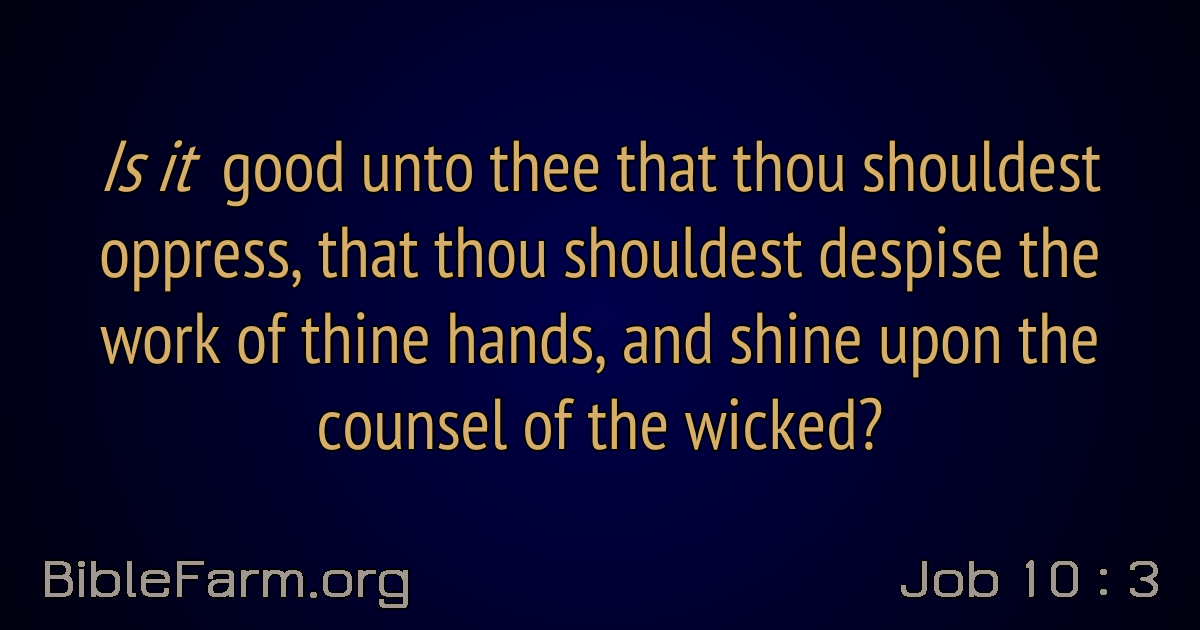 Is it good unto thee that thou shouldest
oppress, that thou shouldest despise the
work of thine hands, and shine upon the
counsel of the wicked?
BibleFarm.org
Job 10 : 3